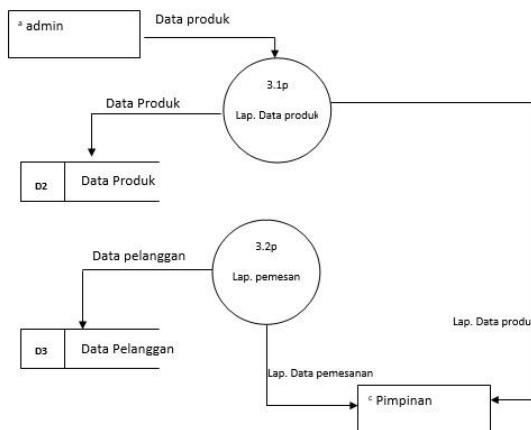 Data produk
a admin
3.1p
Lap. Data produk
Data Produk
D2 Data Produk
3.2p
Lap. pemesan
Data pelanggan
Lap. Data produ
D3 Data Pelanggan
Lap. Data pemesanan
c Pimpinan